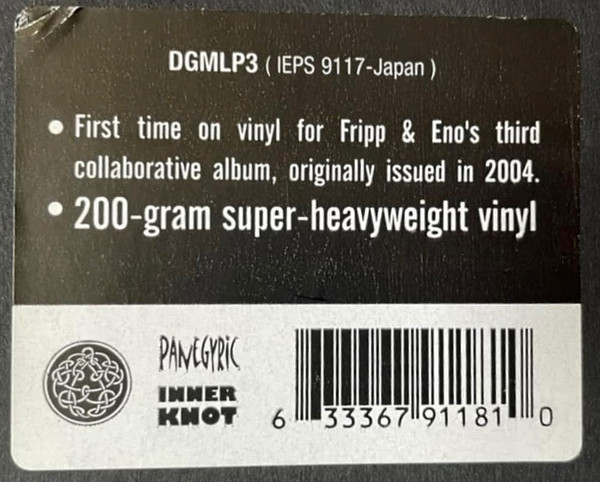 DGMLP3 ( IEPS 9117-Japan )
• First time on vinyl for Fripp & Eno's third
collaborative album, originally issued in 2004.
• 200-gram super-heavyweight vinyl
PANEGYRIC
INNER
KNOT
6 33367 91181 0